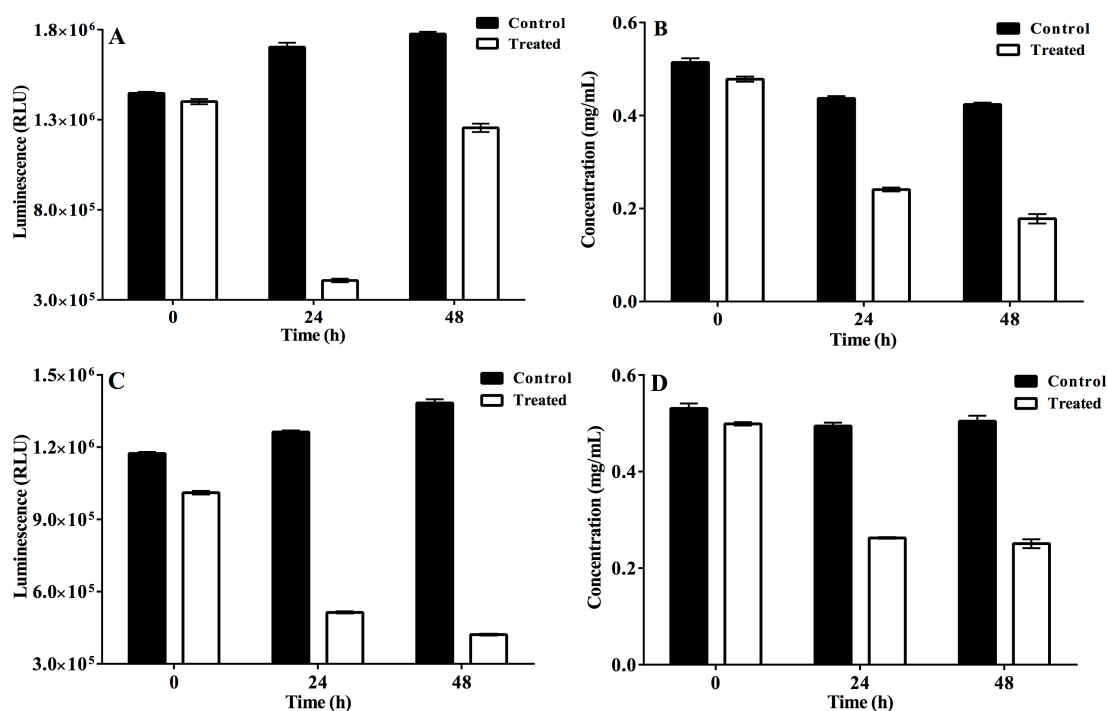 A
Control
Treated
Luminescence (RLU)
1.8×10⁶
1.3×10⁶
8.0×10⁵
3.0×10⁵
0 24 48
Time (h)
B
Control
Treated
Concentration (mg/mL)
0.6
0.4
0.2
0.0
0 24 48
Time (h)
C
Control
Treated
Luminescence (RLU)
1.5×10⁶
1.2×10⁶
9.0×10⁵
6.0×10⁵
3.0×10⁵
0 24 48
Time (h)
D
Control
Treated
Concentration (mg/mL)
0.6
0.4
0.2
0.0
0 24 48
Time (h)